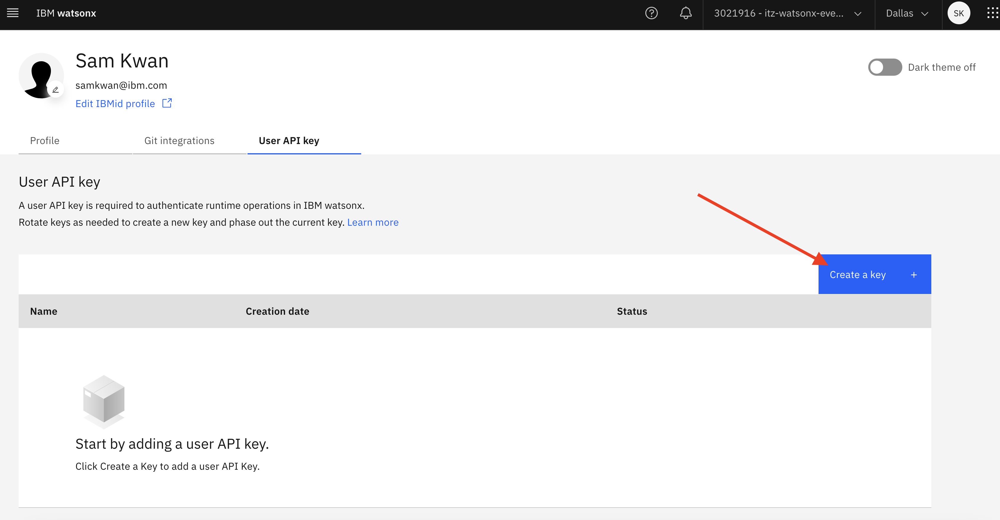 IBM watsonx
3021916 - itz-watsonx-eve...
Dallas
SK
Sam Kwan
samkwan@ibm.com
Edit IBMid profile
Dark theme off
Profile
Git integrations
User API key
User API key
A user API key is required to authenticate runtime operations in IBM watsonx.
Rotate keys as needed to create a new key and phase out the current key. Learn more
Create a key +
Name
Creation date
Status
Start by adding a user API key.
Click Create a Key to add a user API Key.